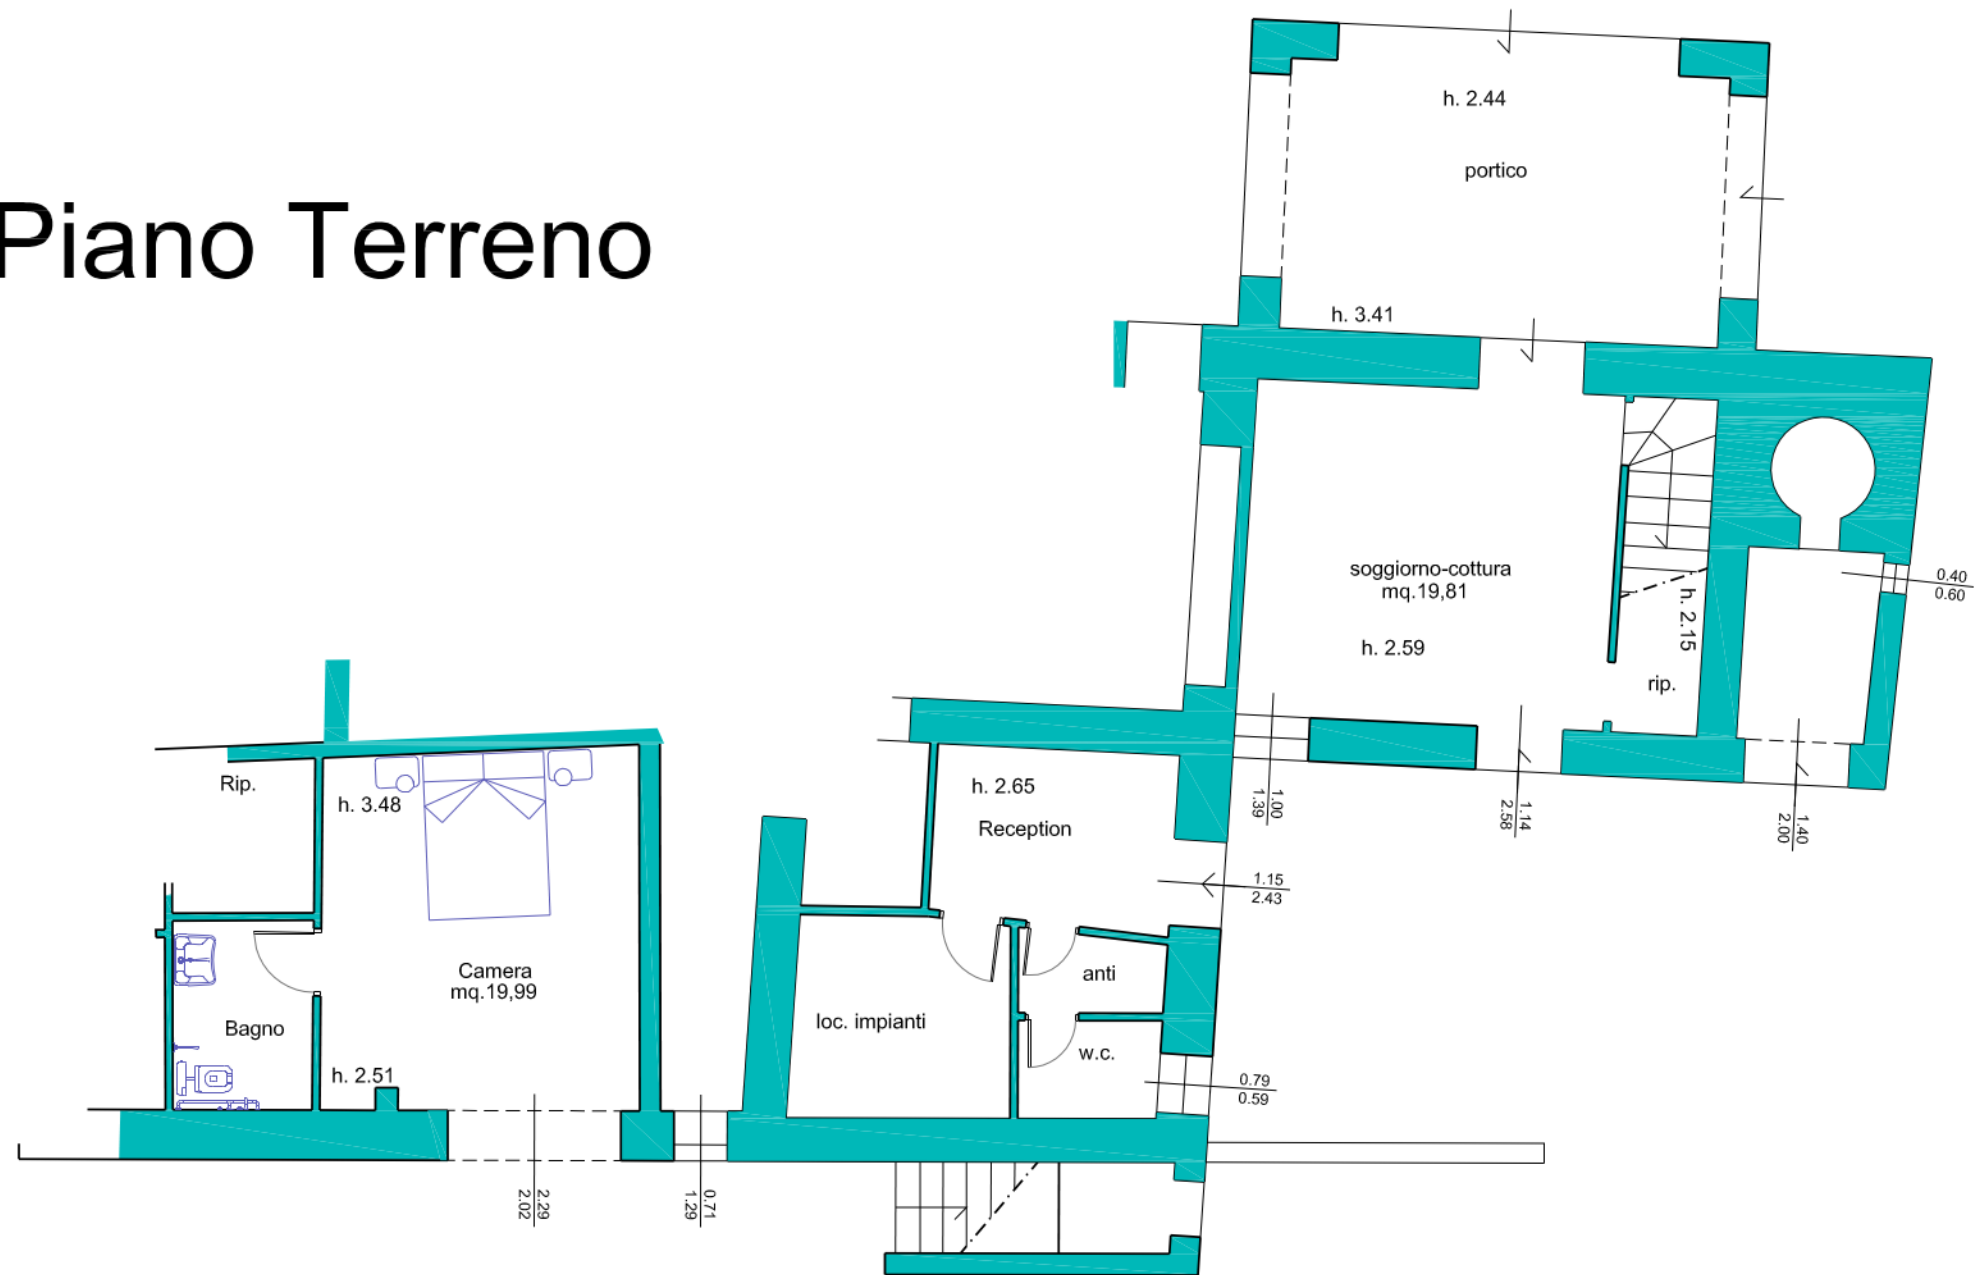 Piano Terreno
h. 2.44
portico
h. 3.41
soggiorno-cottura
mq.19,81
h. 2.59
h. 2.15
rip.
0.40
0.60
1.00
1.39
1.14
2.58
1.40
2.00
h. 2.65
Reception
1.15
2.43
Rip.
h. 3.48
Camera
mq.19,99
Bagno
h. 2.51
loc. impianti
anti
w.c.
0.79
0.59
2.29
2.02
0.71
1.29